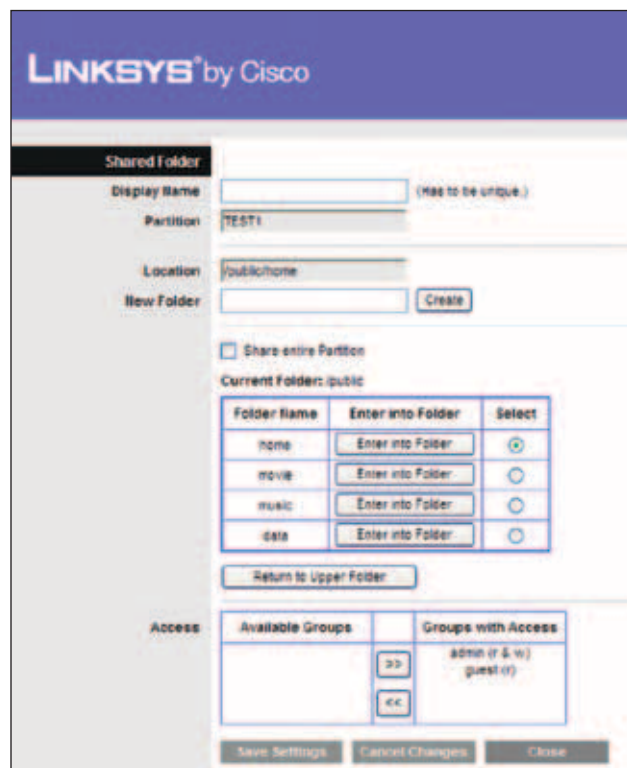 LINKSYS® by Cisco
Shared Folder
Display Name (Has to be unique.)
Partition TEST1
Location /public/home
New Folder Create
Share entire Partition
Current Folder: /public
Folder Name Enter into Folder Select
home Enter into Folder
movie Enter into Folder
music Enter into Folder
data Enter into Folder
Return to Upper Folder
Access Available Groups Groups with Access
admin (r & w)
>> guest (r)
<<
Save Settings Cancel Changes Close